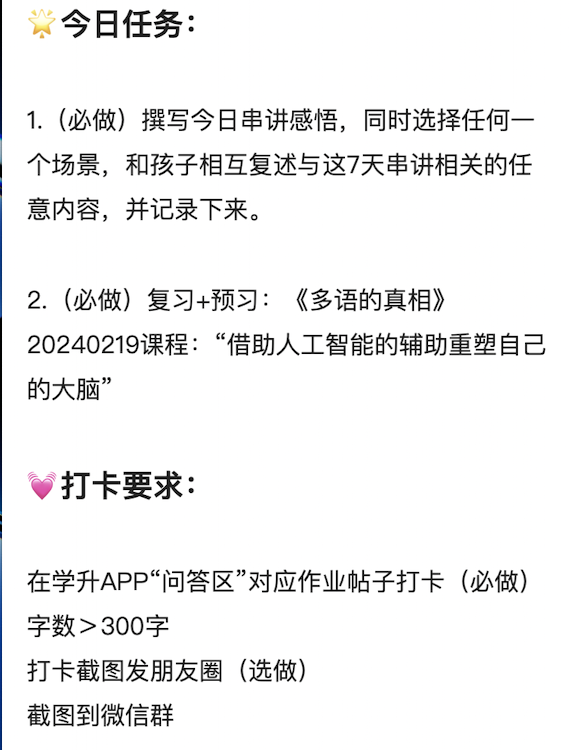 🌟今日任务：
1.（必做）撰写今日串讲感悟，同时选择任何一
个场景，和孩子相互复述与这7天串讲相关的任
意内容，并记录下来。
2.（必做）复习+预习：《多语的真相》
20240219课程：“借助人工智能的辅助重塑自己
的大脑”
💓打卡要求：
在学升APP“问答区”对应作业帖子打卡（必做）
字数＞300字
打卡截图发朋友圈（选做）
截图到微信群